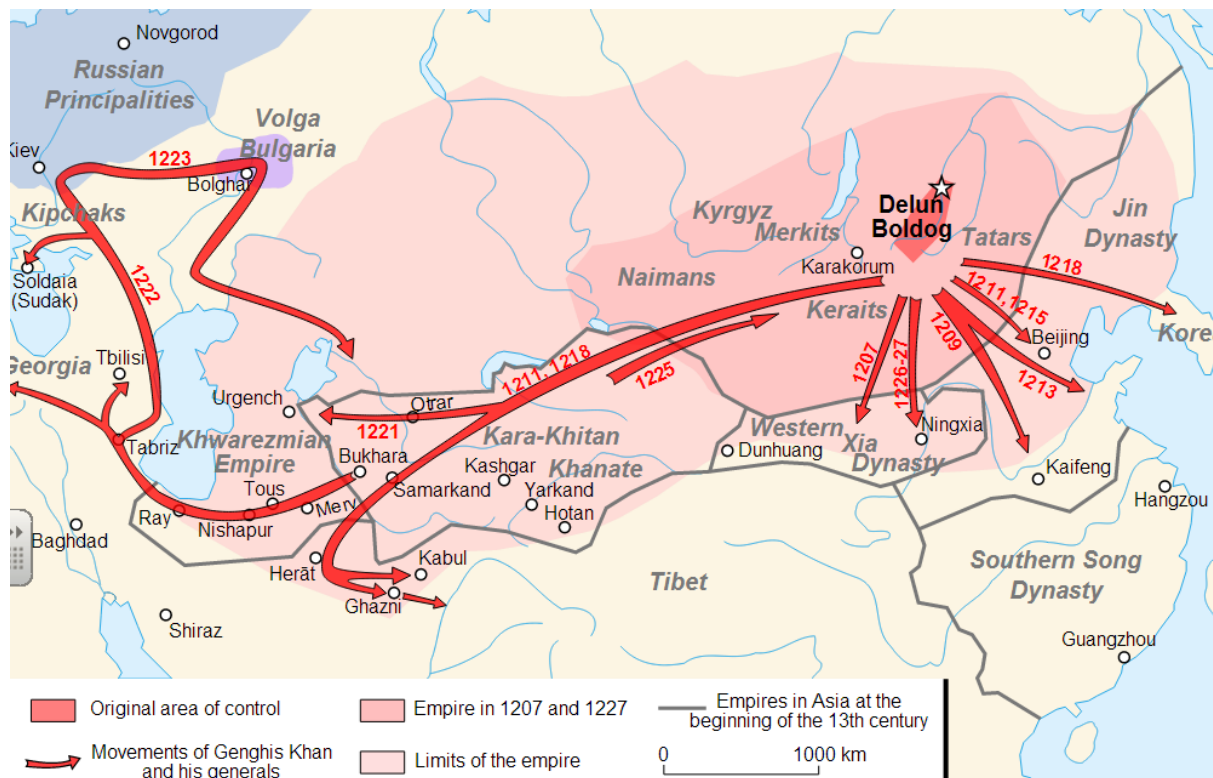 Novgorod
Russian
Principalities
Volga
Bulgaria
1223
Kiev
Bolghar
Kipchaks
Delun
Boldog
Kyrgyz
Merkits
Tatars
Jin
Dynasty
Karakorum
Soldaia
(Sudak)
1222
Naimans
Keraits
1218
1211,1215
1209
Korea
Georgia
Tbilisi
1207
1226-27
Beijing
1213
1211, 1218
1225
Urgench
Otrar
1221
Western
Xia
Dynasty
Ningxia
Tabriz
Khwarezmian
Empire
Kara-Khitan
Khanate
Bukhara
Kashgar
Dunhuang
Samarkand
Yarkand
Kaifeng
Hangzou
Tous
Merv
Hotan
Ray
Nishapur
Baghdad
Herāt
Kabul
Tibet
Southern Song
Dynasty
Ghazni
Shiraz
Guangzhou
Original area of control
Empire in 1207 and 1227
Empires in Asia at the
beginning of the 13th century
Movements of Genghis Khan
and his generals
Limits of the empire
0
1000 km